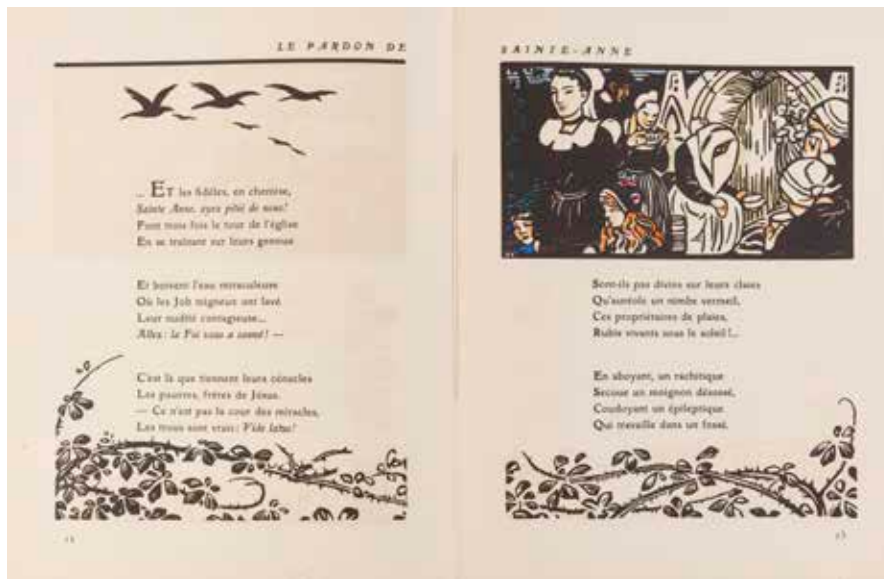 LE PARDON DE
... ET les fidèles, en chemise,
Sainte Anne, ayez pitié de nous!
Font trois fois le tour de l'église
En se traînant sur leurs genoux
Et boivent l'eau miraculeuse
Où les Job teigneux ont lavé
Leur nudité contagieuse...
Allez: la Foi vous a sauvé! —
C'est là que tiennent leurs cénacles
Les pauvres, frères de Jésus.
— Ce n'est pas la cour des miracles,
Les trous sont vrais: Vide latus!
12
SAINTE-ANNE
Sont-ils pas divins sur leurs claies
Qu'auréole un nimbe vermeil,
Ces propriétaires de plaies,
Rubis vivants sous le soleil!...
En aboyant, un rachitique
Secoue un moignon désossé,
Coudoyant un épileptique
Qui travaille dans un fossé.
13